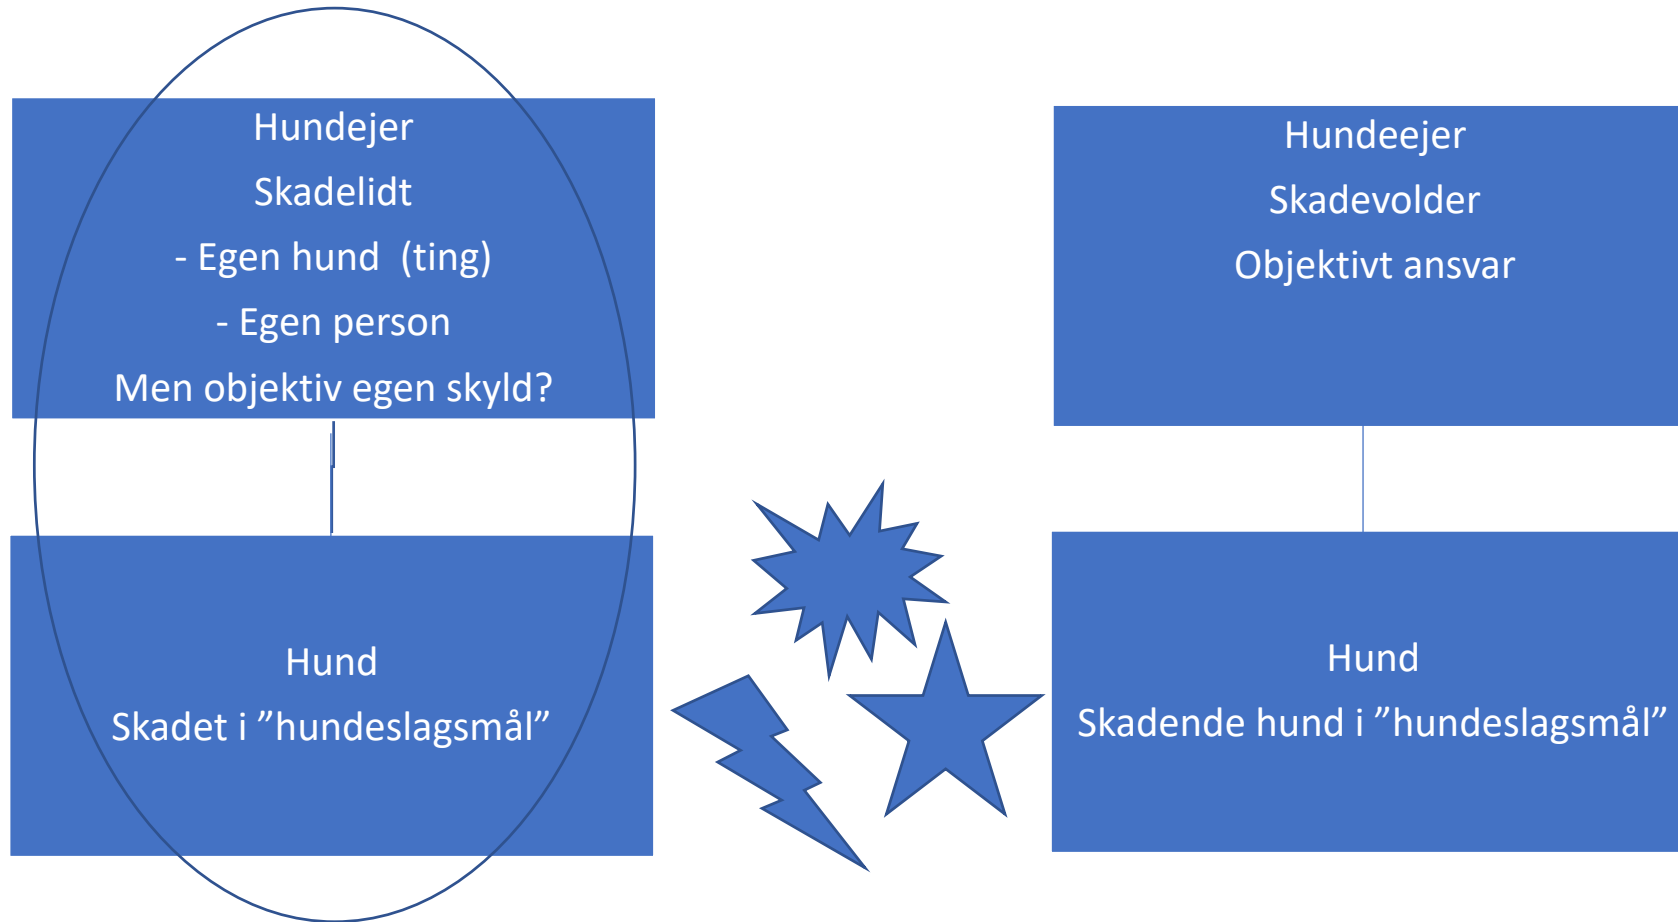 Hundejer
Skadelidt
- Egen hund  (ting)
- Egen person
Men objektiv egen skyld?
Hundeejer
Skadevolder
Objektivt ansvar
Hund
Skadet i ”hundeslagsmål”
Hund
Skadende hund i ”hundeslagsmål”